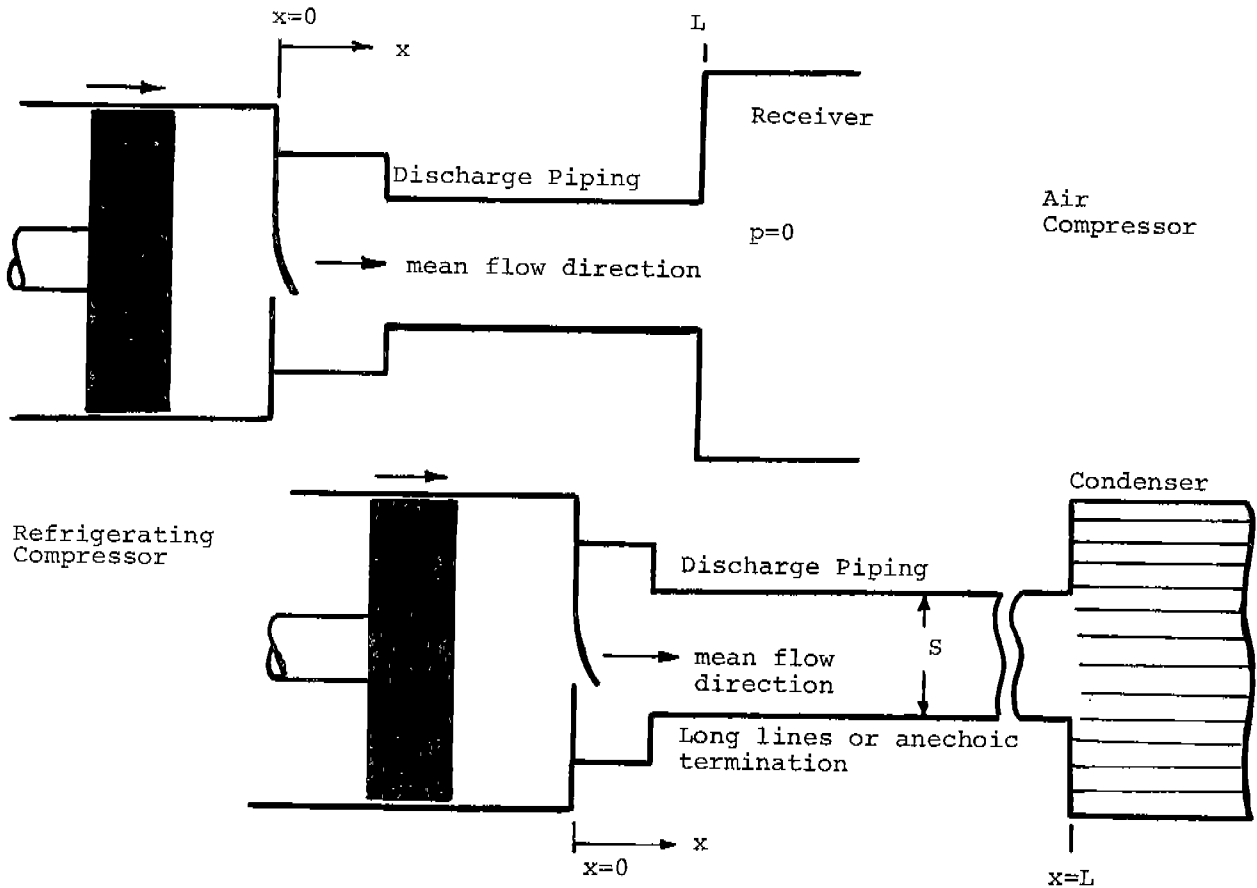 x=0
x
L
Receiver
Discharge Piping
Air
Compressor
p=0
mean flow direction
Refrigerating
Compressor
Condenser
Discharge Piping
S
mean flow
direction
Long lines or anechoic
termination
x
x=0
x=L